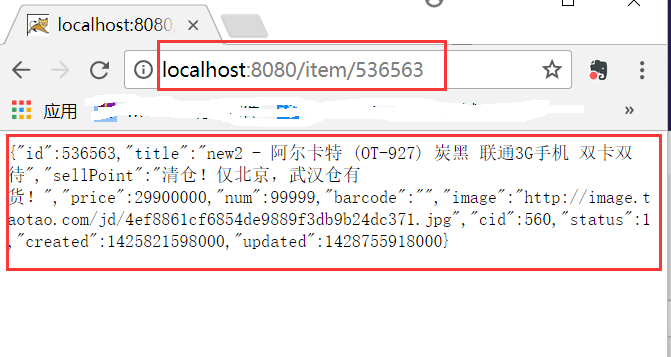 localhost:8080,
localhost:8080/item/536563
应用
»
{"id":536563,"title":"new2 - 阿尔卡特 (OT-927) 炭黑 联通3G手机 双卡双
待","sellPoint":"清仓！仅北京，武汉仓有
货！","price":29900000,"num":99999,"barcode":"","image":"http://image.t
aotao.com/jd/4ef8861cf6854de9889f3db9b24dc371.jpg","cid":560,"status":1
,"created":1425821598000,"updated":1428755918000}